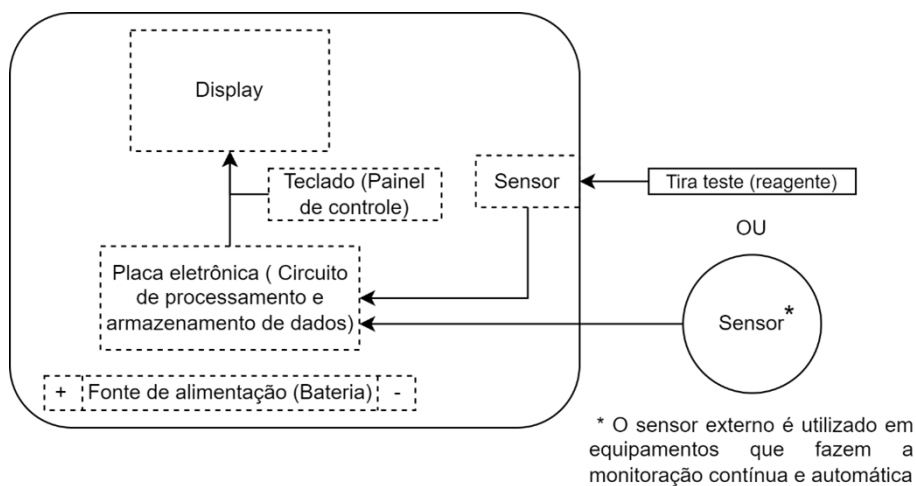 Display
Teclado (Painel
de controle)
Sensor
Tira teste (reagente)
OU
Placa eletrônica ( Circuito
de processamento e
armazenamento de dados)
Sensor*
+ Fonte de alimentação (Bateria) -
* O sensor externo é utilizado em
equipamentos que fazem a
monitoração contínua e automática